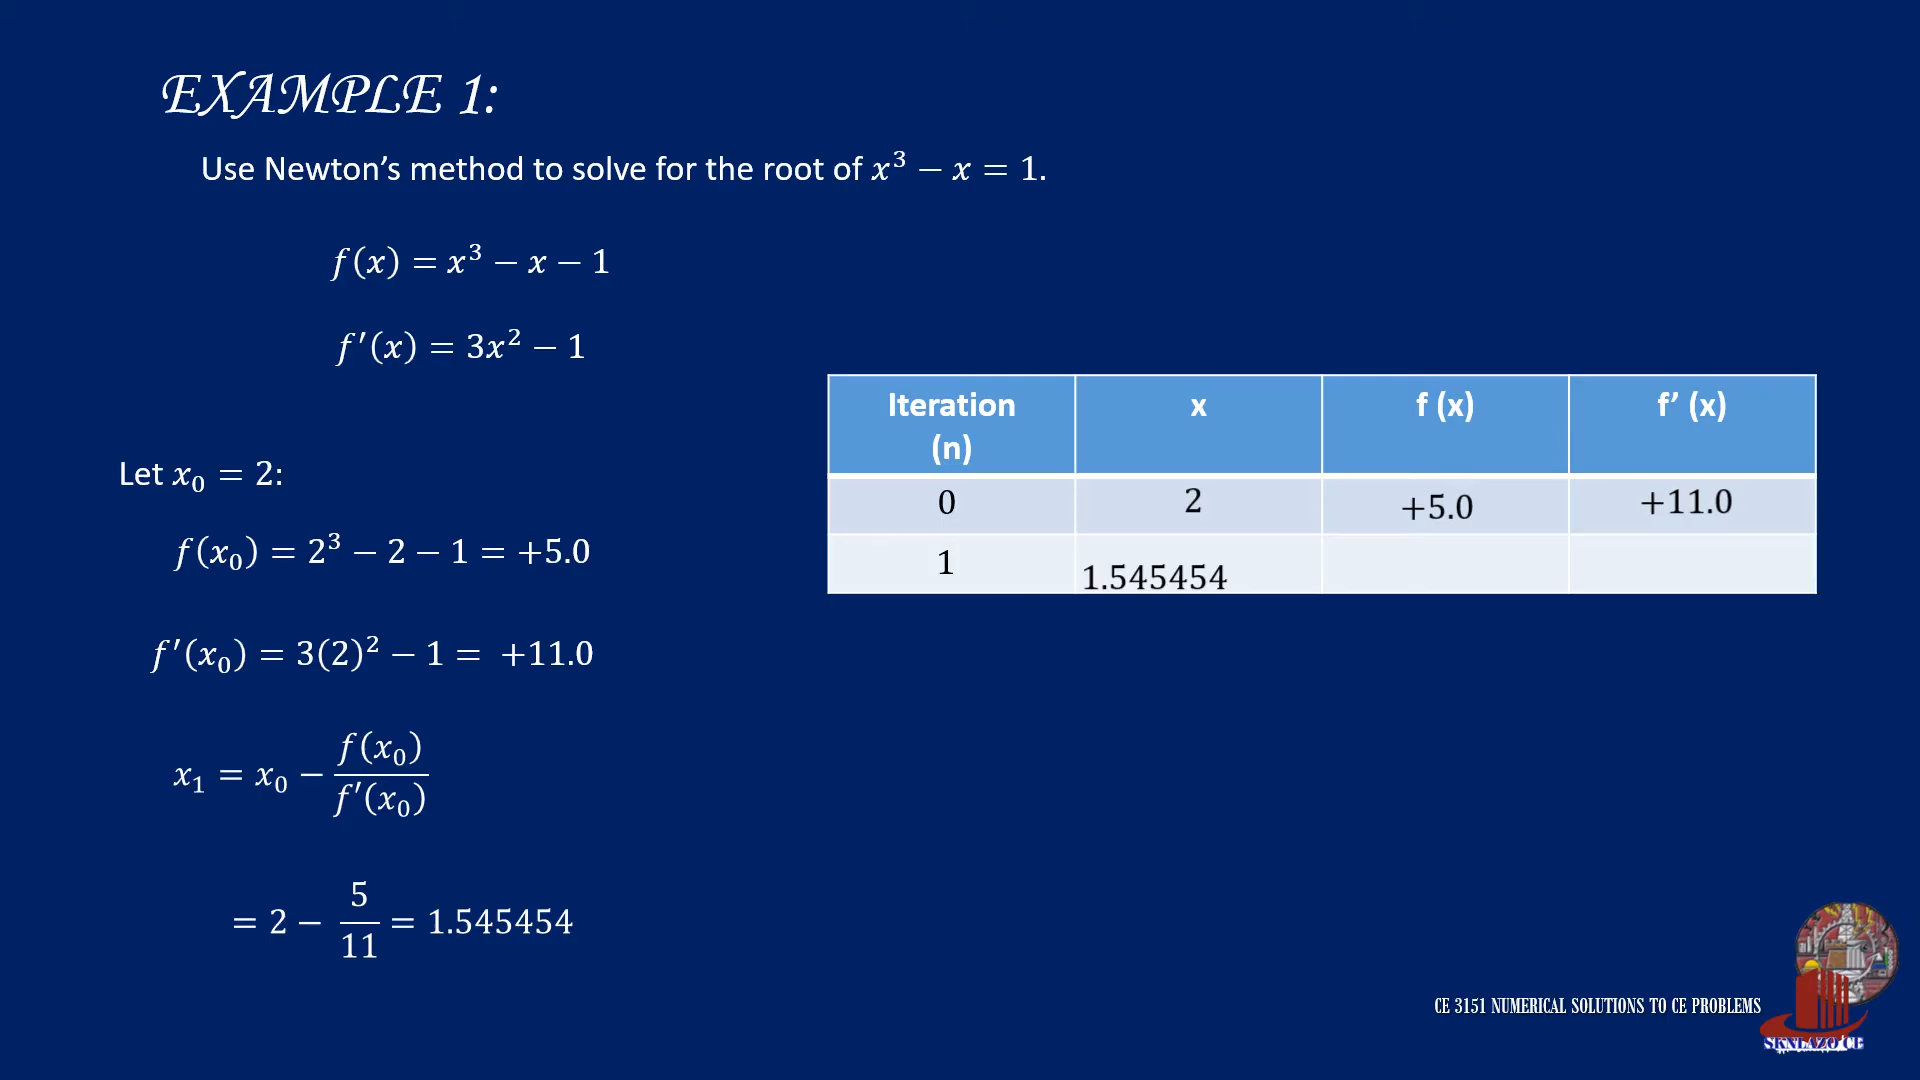 EXAMPLE 1:
Use Newton’s method to solve for the root of x³ − x = 1.
f(x) = x³ − x − 1
f′(x) = 3x² − 1
Let x₀ = 2:
f(x₀) = 2³ − 2 − 1 = +5.0
f′(x₀) = 3(2)² − 1 = +11.0
x₁ = x₀ − f(x₀)/f′(x₀)
= 2 − 5/11 = 1.545454
Iteration (n) x f (x) f’ (x)
0 2 +5.0 +11.0
1 1.545454
CE 3151 NUMERICAL SOLUTIONS TO CE PROBLEMS
SKNLAZO CE